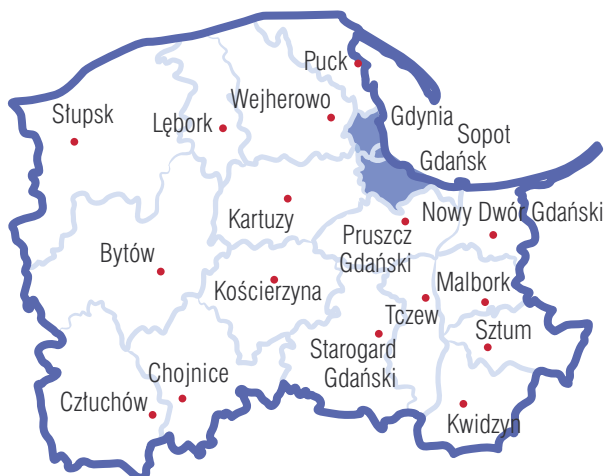 Puck
Słupsk
Wejherowo
Lębork
Gdynia
Sopot
Gdańsk
Kartuzy
Nowy Dwór Gdański
Pruszcz
Gdański
Bytów
Kościerzyna
Malbork
Tczew
Sztum
Starogard
Gdański
Chojnice
Człuchów
Kwidzyn